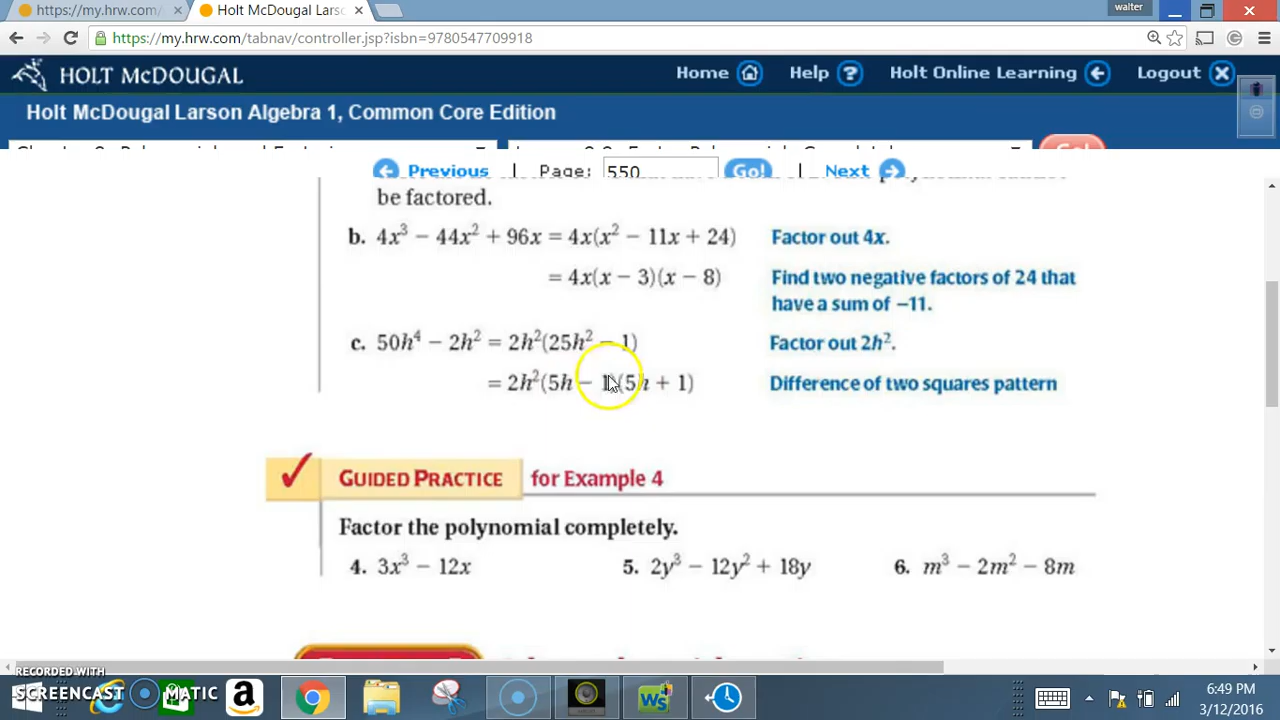 https://my.hrw.com/tabnav/ × Holt McDougal Larson Alge × walter
https://my.hrw.com/tabnav/controller.jsp?isbn=9780547709918
HOLT McDOUGAL Home Help ? Holt Online Learning Logout X
Holt McDougal Larson Algebra 1, Common Core Edition
Previous | Page: 550 Go! | Next
be factored.
b. 4x³ − 44x² + 96x = 4x(x² − 11x + 24) Factor out 4x.
= 4x(x − 3)(x − 8) Find two negative factors of 24 that
have a sum of −11.
c. 50h⁴ − 2h² = 2h²(25h² − 1) Factor out 2h².
= 2h²(5h − 1)(5h + 1) Difference of two squares pattern
GUIDED PRACTICE for Example 4
Factor the polynomial completely.
4. 3x³ − 12x 5. 2y³ − 12y² + 18y 6. m³ − 2m² − 8m
RECORDED WITH
SCREENCAST MATIC
WS
6:49 PM
3/12/2016